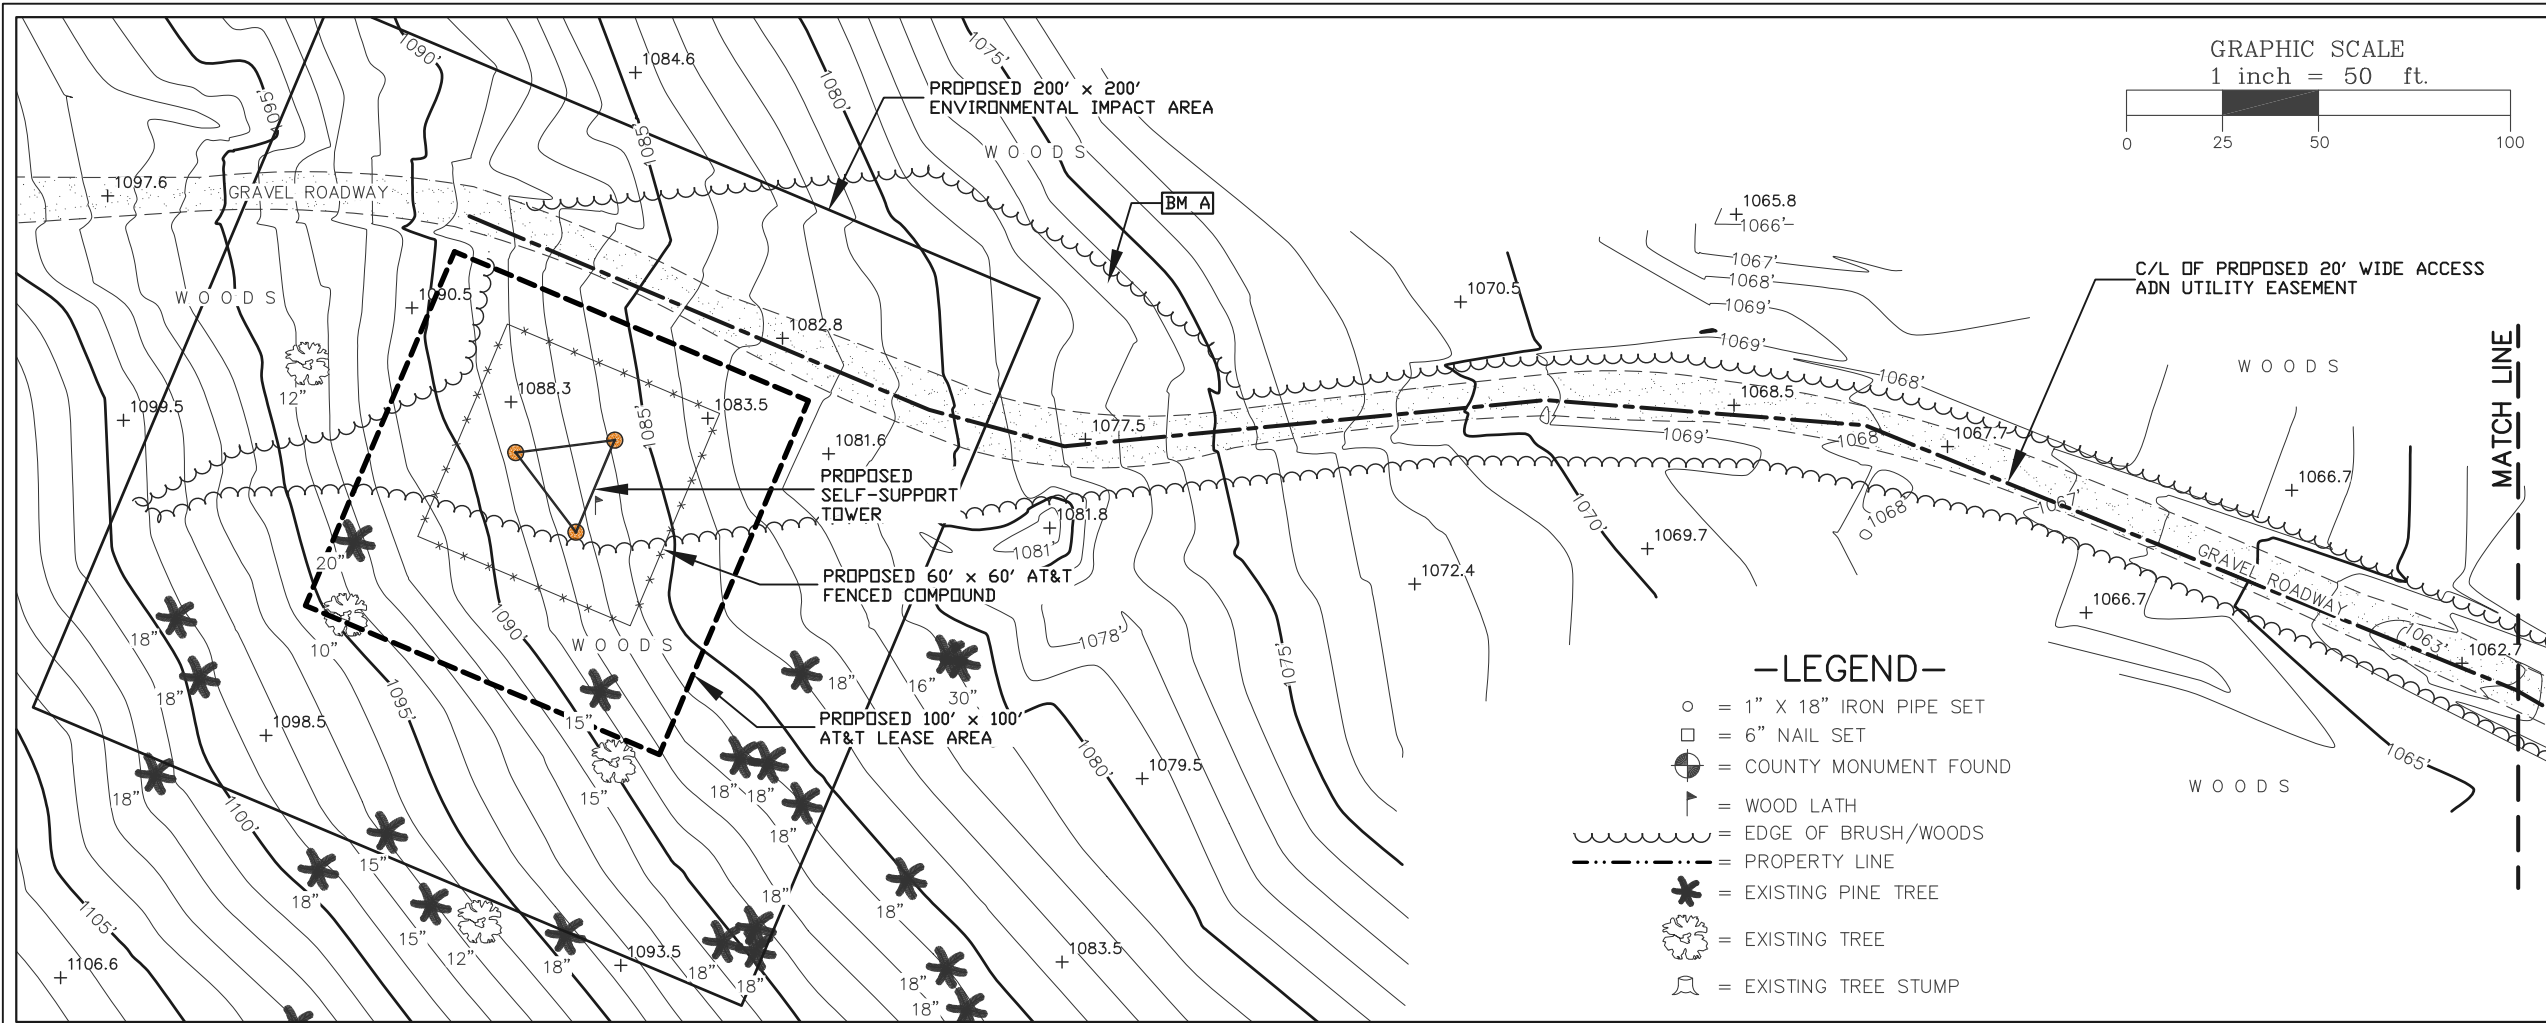 GRAPHIC SCALE
1 inch = 50 ft.
0 25 50 100
1090'
1075'
1084.6
1080'
1095'
1085'
PROPOSED 200' x 200'
ENVIRONMENTAL IMPACT AREA
WOODS
1097.6
GRAVEL ROADWAY
BM A
1065.8
1066'
1067'
1068'
1069'
1069'
1070.5
C/L OF PROPOSED 20' WIDE ACCESS
ADN UTILITY EASEMENT
WOODS
1090.5
1082.8
MATCH LINE
WOODS
12"
1088.3
1083.5
1099.5
1068'
1068.5
1085'
1081.6
1077.5
1069'
1068'
1067.7
1066.7
PROPOSED
SELF-SUPPORT
TOWER
1081.8
1081'
1070'
1069.7
1068'
1067'
20"
PROPOSED 60' x 60' AT&T
FENCED COMPOUND
1072.4
GRAVEL ROADWAY
1066.7
1090'
18"
10"
WOODS
1078'
1075'
1063'
1062.7
18"
1095'
15"
18"
16"
30"
PROPOSED 100' x 100'
AT&T LEASE AREA
1098.5
1080'
1079.5
1065'
WOODS
18"
1100'
15"
18"
18"
18"
15"
18"
1105'
15"
12"
18"
18"
18"
1093.5
18"
18"
1083.5
1106.6
18"
18"
-LEGEND-
= 1" X 18" IRON PIPE SET
= 6" NAIL SET
= COUNTY MONUMENT FOUND
= WOOD LATH
= EDGE OF BRUSH/WOODS
= PROPERTY LINE
= EXISTING PINE TREE
= EXISTING TREE
= EXISTING TREE STUMP